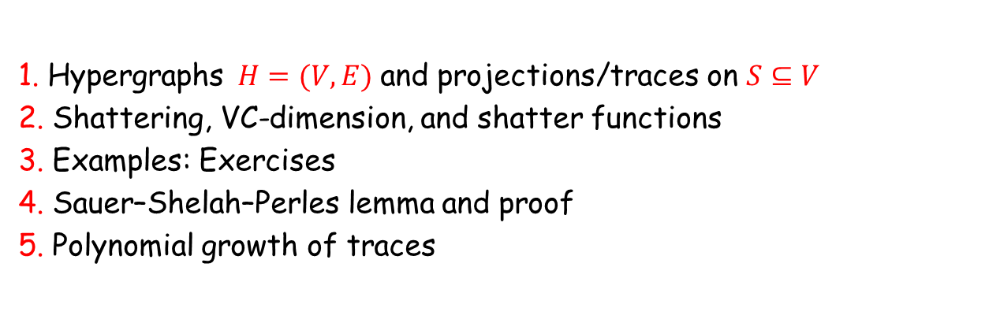 1. Hypergraphs H = (V, E) and projections/traces on S ⊆ V
2. Shattering, VC-dimension, and shatter functions
3. Examples: Exercises
4. Sauer–Shelah–Perles lemma and proof
5. Polynomial growth of traces